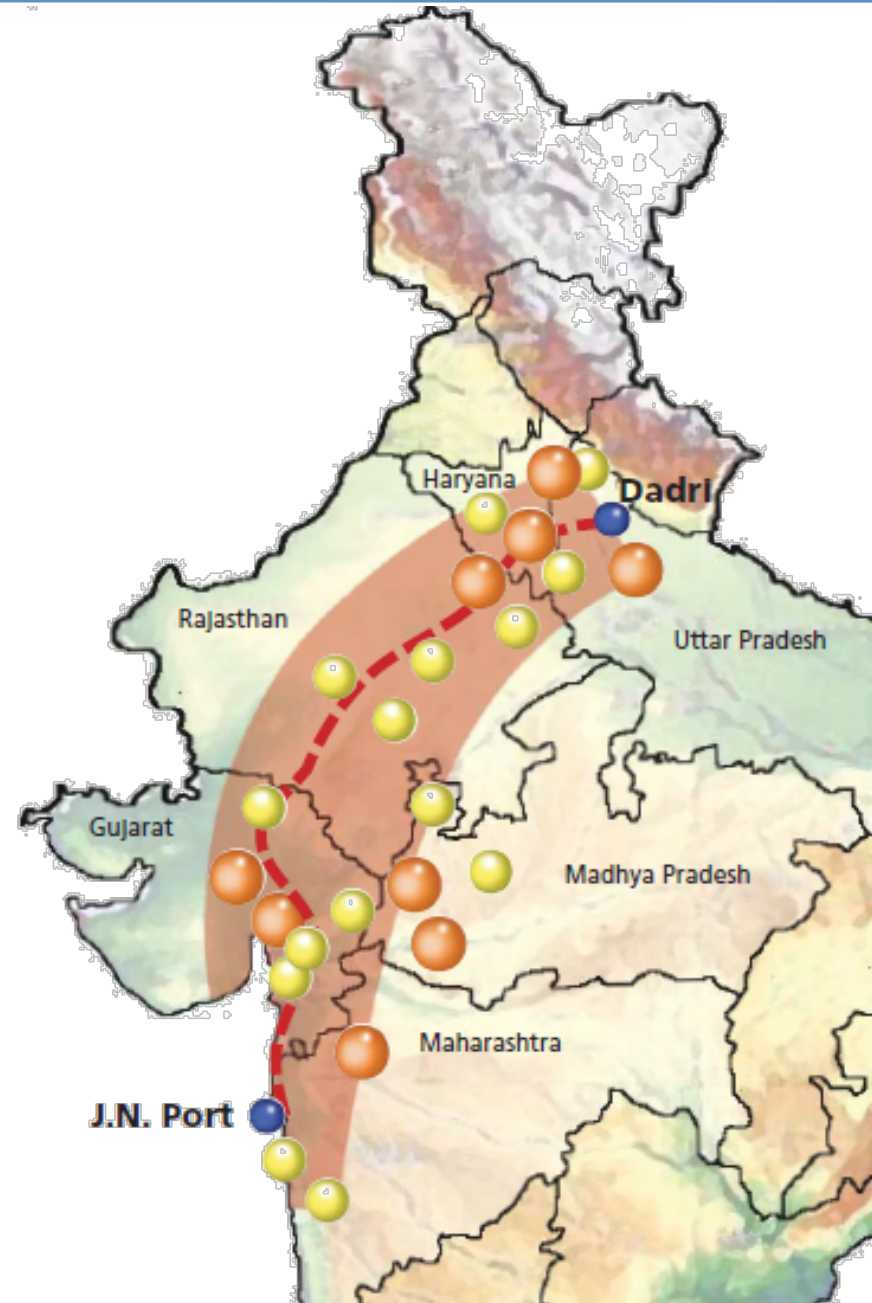 Haryana
Dadri
Rajasthan
Uttar Pradesh
Gujarat
Madhya Pradesh
Maharashtra
J.N. Port